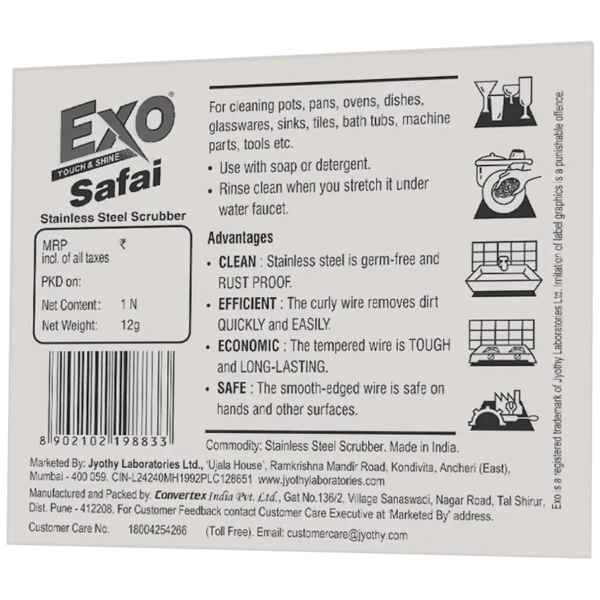 EXO®
TOUCH & SHINE
Safai
Stainless Steel Scrubber
MRP ₹
incl. of all taxes
PKD on:
Net Content: 1 N
Net Weight: 12g
8 902102 198833
For cleaning pots, pans, ovens, dishes,
glasswares, sinks, tiles, bath tubs, machine
parts, tools etc.
• Use with soap or detergent.
• Rinse clean when you stretch it under
water faucet.
Advantages
• CLEAN : Stainless steel is germ-free and
RUST PROOF.
• EFFICIENT : The curly wire removes dirt
QUICKLY and EASILY.
• ECONOMIC : The tempered wire is TOUGH
and LONG-LASTING.
• SAFE : The smooth-edged wire is safe on
hands and other surfaces.
Commodity: Stainless Steel Scrubber. Made in India.
Marketed By: Jyothy Laboratories Ltd., 'Ujala House', Ramkrishna Mandir Road, Kondivita, Ancheri (East),
Mumbai - 400 059. CIN-L24240MH1992PLC128651 www.jyothylaboratories.com
Manufactured and Packed by: Convertex India Pvt. Ltd., Gat No.136/2, Village Sanaswadi, Nagar Road, Tal Shirur,
Dist. Pune - 412208. For Customer Feedback contact Customer Care Executive at 'Marketed By' address.
Customer Care No. 18004254266 (Toll Free). Email: customercare@jyothy.com
Exo is a registered trademark of Jyothy Laboratories Ltd. Imitation of label graphics is a punishable offence.